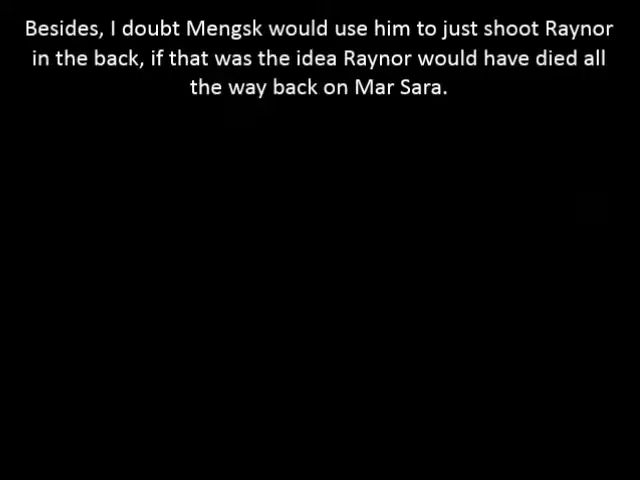 Besides, I doubt Mengsk would use him to just shoot Raynor
in the back, if that was the idea Raynor would have died all
the way back on Mar Sara.